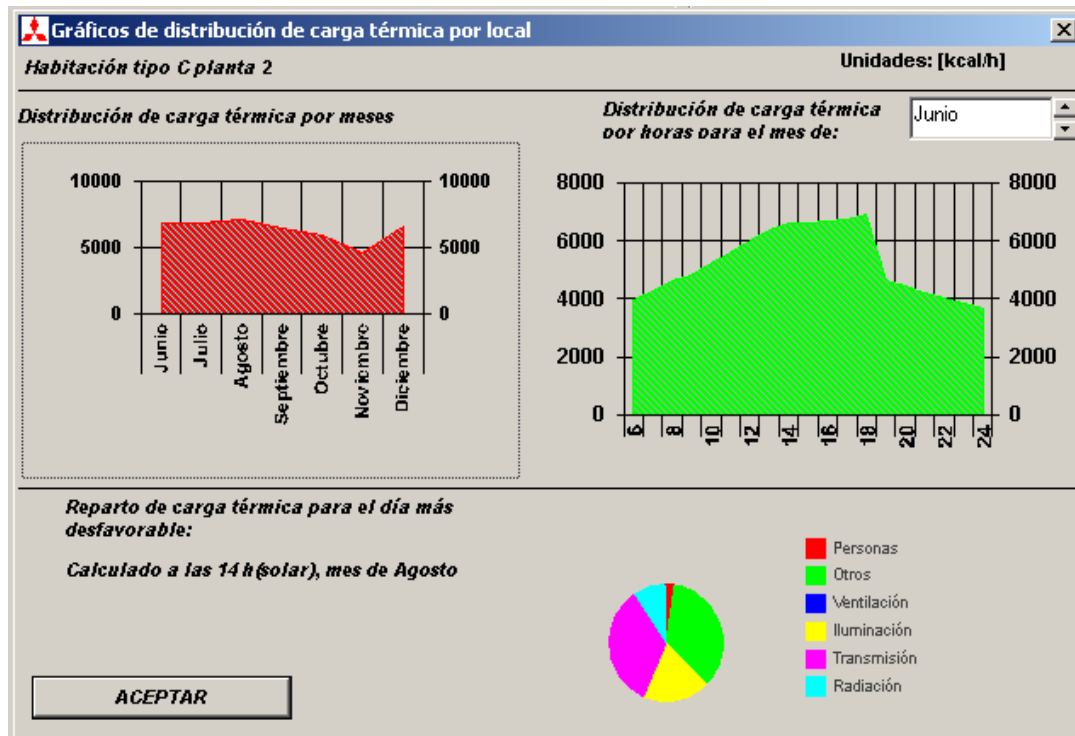 Gráficos de distribución de carga térmica por local
Habitación tipo C planta 2
Unidades: [kcal/h]
Distribución de carga térmica por meses
Distribución de carga térmica
por horas para el mes de:
Junio
10000
10000
5000
5000
0
0
Junio
Julio
Agosto
Septiembre
Octubre
Noviembre
Diciembre
8000
8000
6000
6000
4000
4000
2000
2000
0
0
6
8
10
12
14
16
18
20
22
24
Reparto de carga térmica para el día más
desfavorable:
Calculado a las 14 h(solar), mes de Agosto
Personas
Otros
Ventilación
Iluminación
Transmisión
Radiación
ACEPTAR